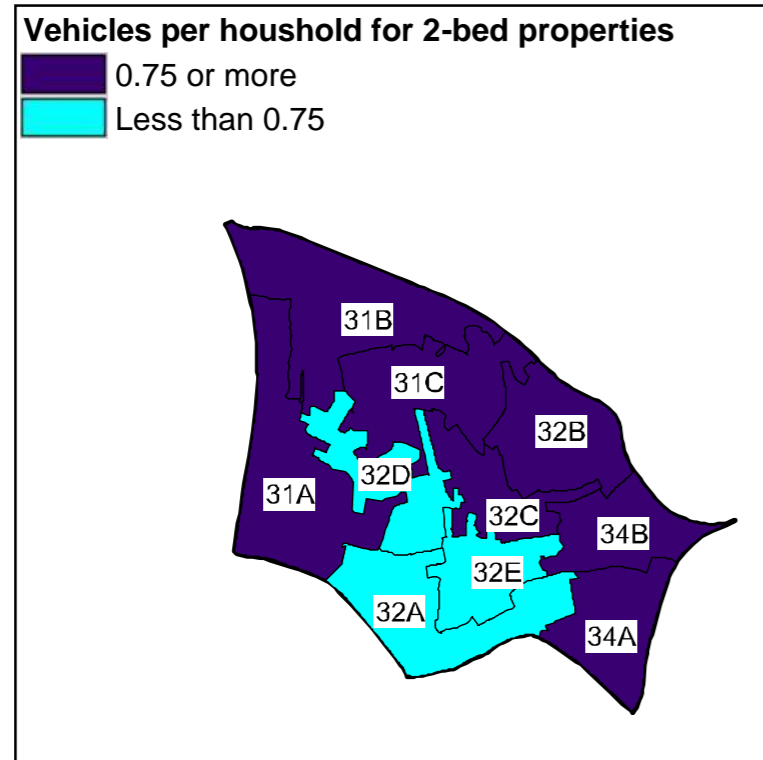 Vehicles per houshold for 2-bed properties
0.75 or more
Less than 0.75
31B
31C
32B
32D
31A
32C
34B
32E
32A
34A